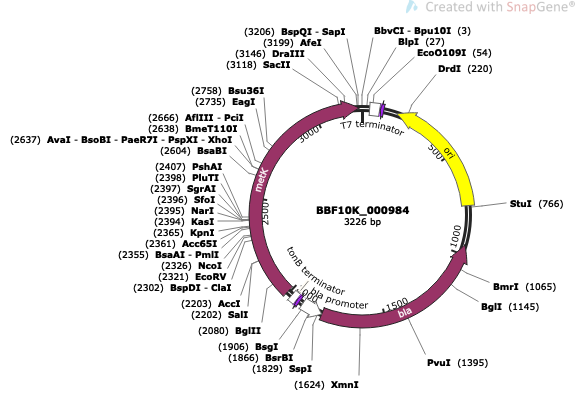 Created with SnapGene®
(3206) BspQI - SapI
(3199) AfeI
(3146) DraIII
(3118) SacII
BbvCI - Bpu10I (3)
BlpI (27)
EcoO109I (54)
DrdI (220)
(2758) Bsu36I
(2735) EagI
(2666) AflIII - PciI
(2638) BmeT110I
(2637) AvaI - BsoBI - PaeR7I - PspXI - XhoI
(2604) BsaBI
(2407) PshAI
(2398) PluTI
(2397) SgrAI
(2396) SfoI
(2395) NarI
(2394) KasI
(2365) KpnI
(2361) Acc65I
(2355) BsaAI - PmlI
(2326) NcoI
(2321) EcoRV
(2302) BspDI - ClaI
(2203) AccI
(2202) SalI
(2080) BglII
(1906) BsgI
(1866) BsrBI
(1829) SspI
(1624) XmnI
StuI (766)
BmrI (1065)
BglI (1145)
PvuI (1395)
T7 terminator
ori
500
1000
1500
2500
3000
metK
bla
tonB terminator
bla promoter
BBF10K_000984
3226 bp